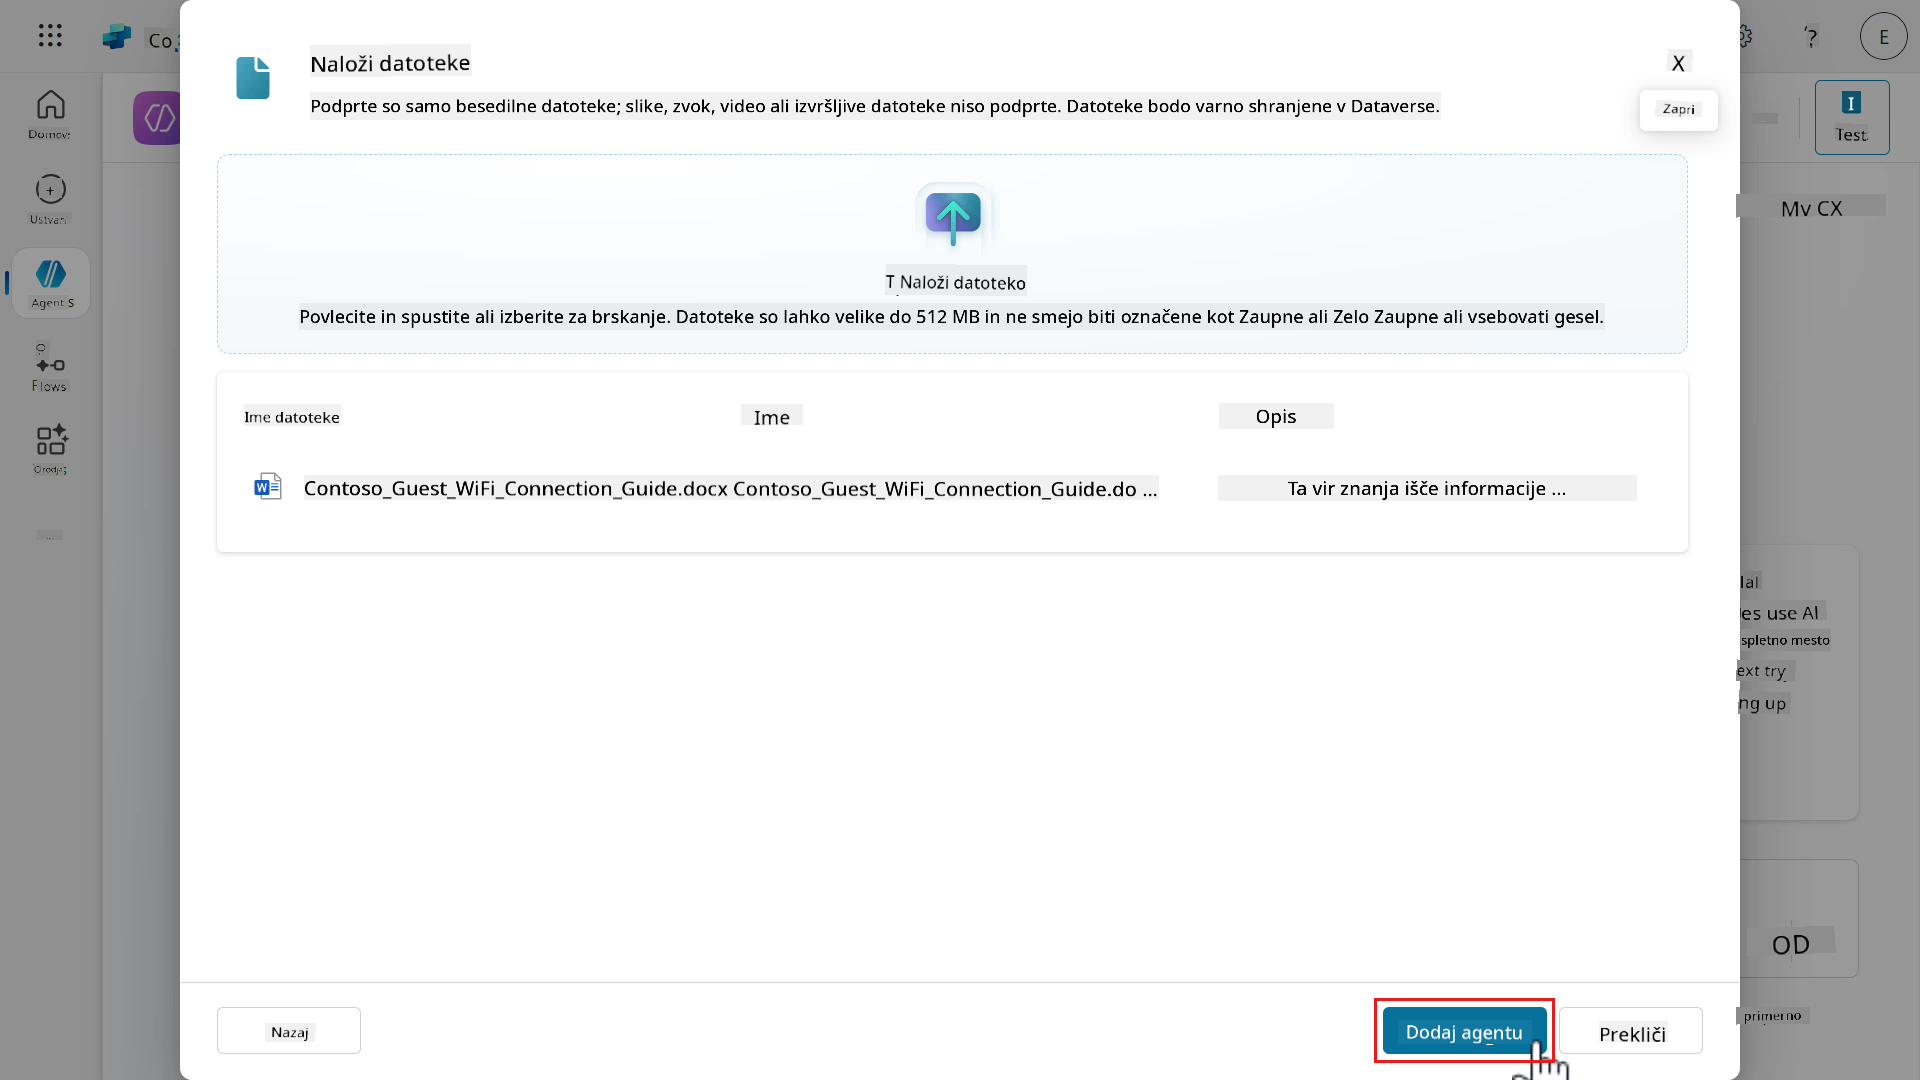 Co
E
Naloži datoteke
X
Podprte so samo besedilne datoteke; slike, zvok, video ali izvršljive datoteke niso podprte. Datoteke bodo varno shranjene v Dataverse.
Zapri
Test
Domov
Ustvari
My CX
Agent S
T Naloži datoteko
Povlecite in spustite ali izberite za brskanje. Datoteke so lahko velike do 512 MB in ne smejo biti označene kot Zaupne ali Zelo Zaupne ali vsebovati gesel.
Flows
Ime datoteke
Ime
Opis
Orodja
Contoso_Guest_WiFi_Connection_Guide.docx Contoso_Guest_WiFi_Connection_Guide.do ...
Ta vir znanja išče informacije ...
...
lal
es use AI
spletno mesto
ext try
ng up
OD
primerno
Nazaj
Dodaj agentu
Prekliči